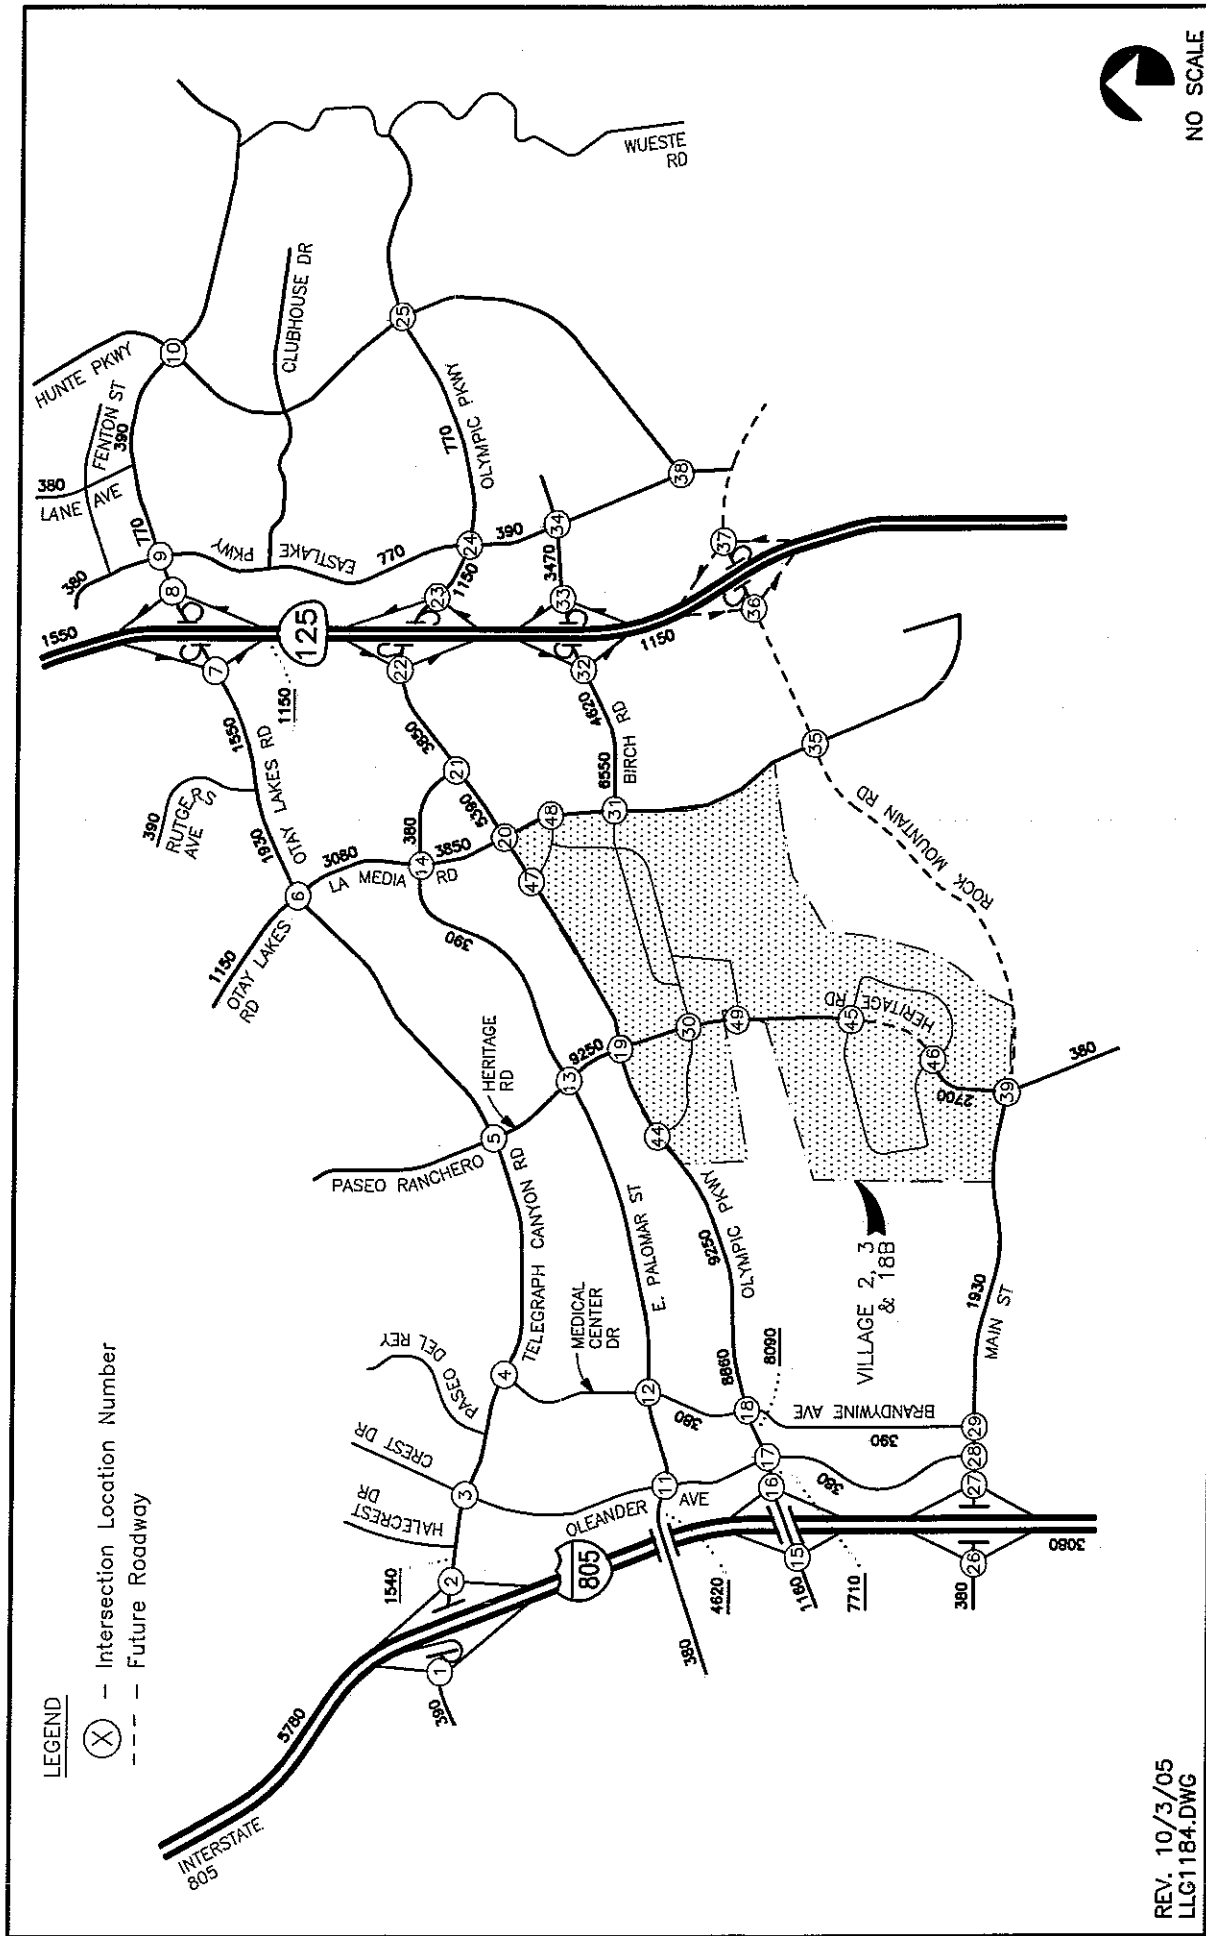 LEGEND
X - Intersection Location Number
--- - Future Roadway
NO SCALE
REV. 10/3/05
LLG1184.DWG
INTERSTATE
805
5780
805
390
1
2
1540
HALECREST
DR
CREST DR
PASEO DEL REY
3
4
TELEGRAPH CANYON RD
PASEO RANCHERO
5
HERITAGE
RD
MEDICAL
CENTER
DR
OLEANDER
AVE
11
12
E. PALOMAR ST
13
9250
390
380
4620
380
1160
7710
15
16
17
18
8860
8090
9250
OLYMPIC PKWY
44
19
380
390
BRANDYWINE AVE
380
26
27
28
29
3080
MAIN ST
1930
VILLAGE 2, 3
& 18B
39
380
2700
46
45
HERITAGE RD
49
30
ROCK MOUNTAIN RD
35
1150
OTAY LAKES
RD
6
3080
LA MEDIA
RD
14
3850
380
20
47
48
5390
21
3850
22
31
6550
BIRCH RD
4620
32
33
3470
34
1930
OTAY LAKES RD
390
RUTGERS
AVE
1550
7
1150
125
1550
8
9
380
770
380
LANE AVE
FENTON ST
390
HUNTE PKWY
10
EASTLAKE
PKWY
770
CLUBHOUSE DR
23
1150
24
390
770
OLYMPIC PKWY
25
WUESTE
RD
1150
36
37
38